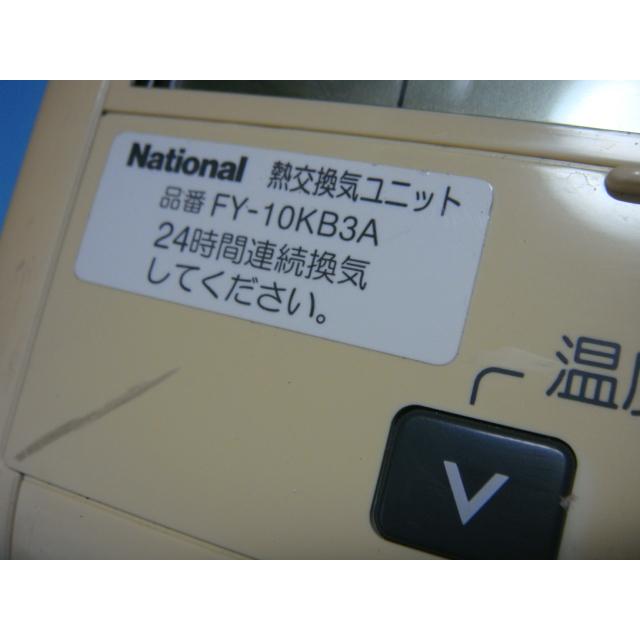 National 熱交換気ユニット
品番 FY-10KB3A
24時間連続換気
してください。
温度